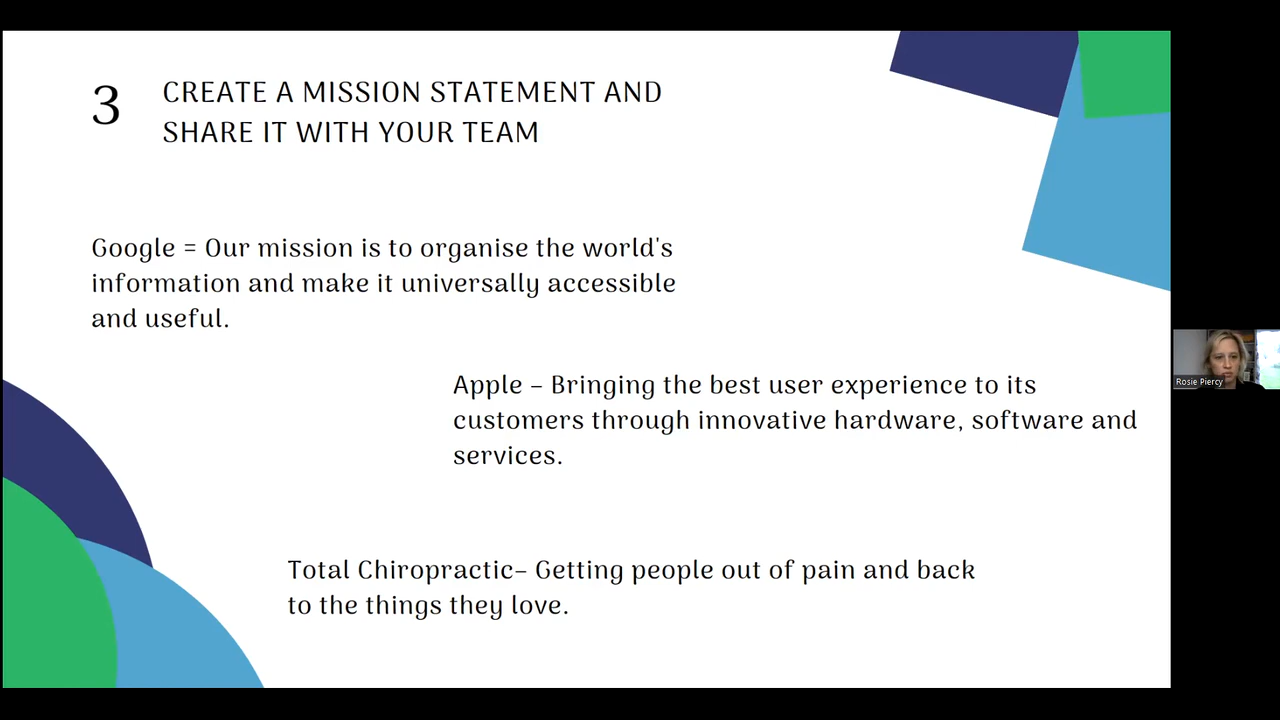 3
CREATE A MISSION STATEMENT AND
SHARE IT WITH YOUR TEAM
Google = Our mission is to organise the world's
information and make it universally accessible
and useful.
Apple – Bringing the best user experience to its
customers through innovative hardware, software and
services.
Total Chiropractic– Getting people out of pain and back
to the things they love.
Rosie Piercy